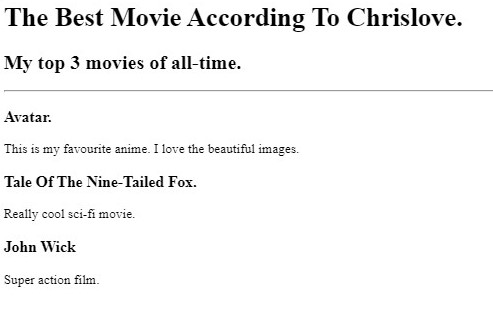 The Best Movie According To Chrislove.
My top 3 movies of all-time.
Avatar.
This is my favourite anime. I love the beautiful images.
Tale Of The Nine-Tailed Fox.
Really cool sci-fi movie.
John Wick
Super action film.